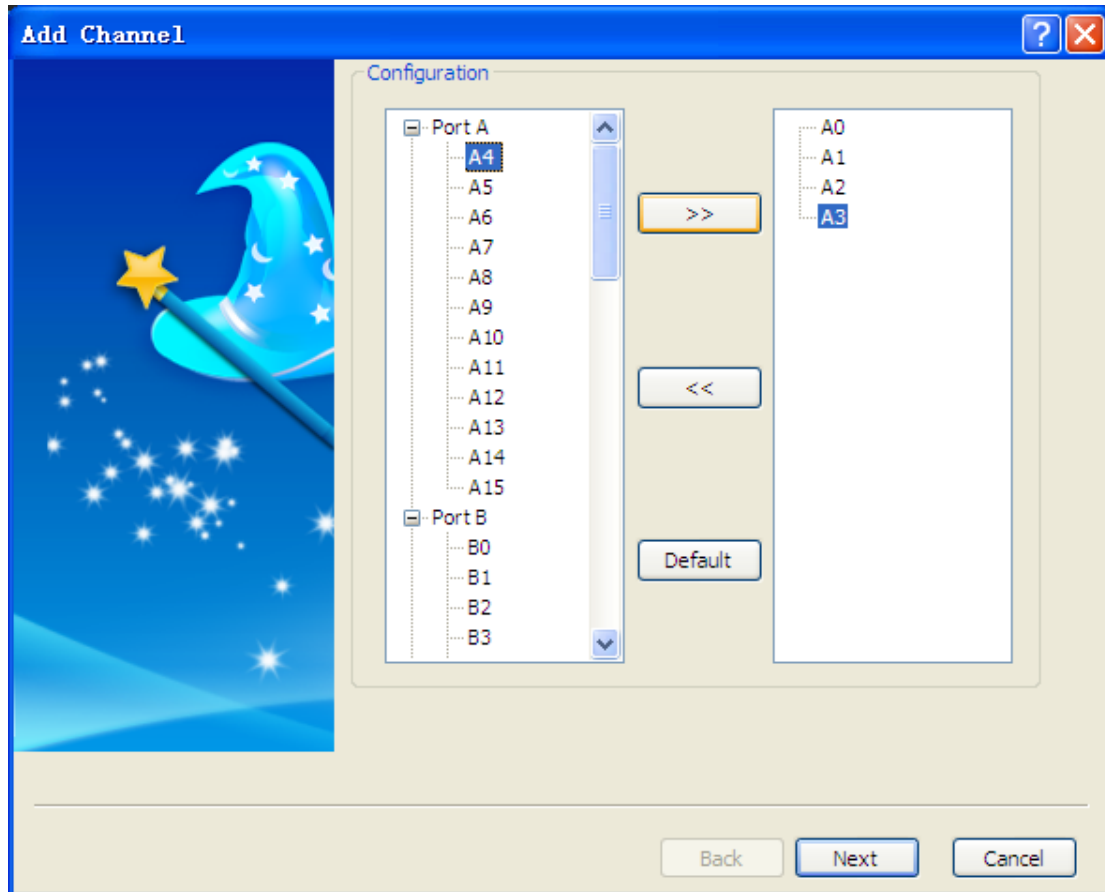 Add Channel
Configuration
Port A
A4
A5
A6
A7
A8
A9
A10
A11
A12
A13
A14
A15
Port B
B0
B1
B2
B3
>>
<<
Default
A0
A1
A2
A3
Back
Next
Cancel